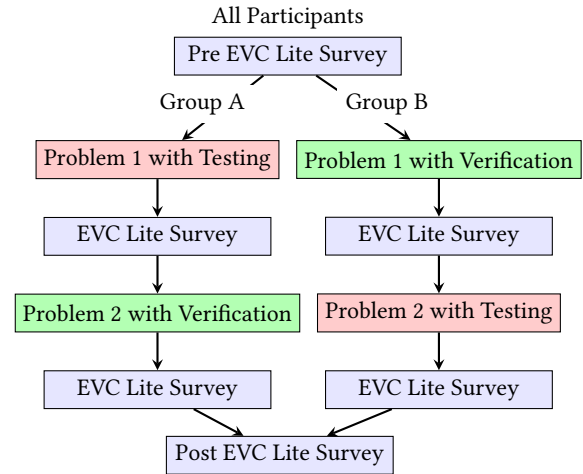 All Participants
Pre EVC Lite Survey
Group A
Group B
Problem 1 with Testing
Problem 1 with Verification
EVC Lite Survey
EVC Lite Survey
Problem 2 with Verification
Problem 2 with Testing
EVC Lite Survey
EVC Lite Survey
Post EVC Lite Survey